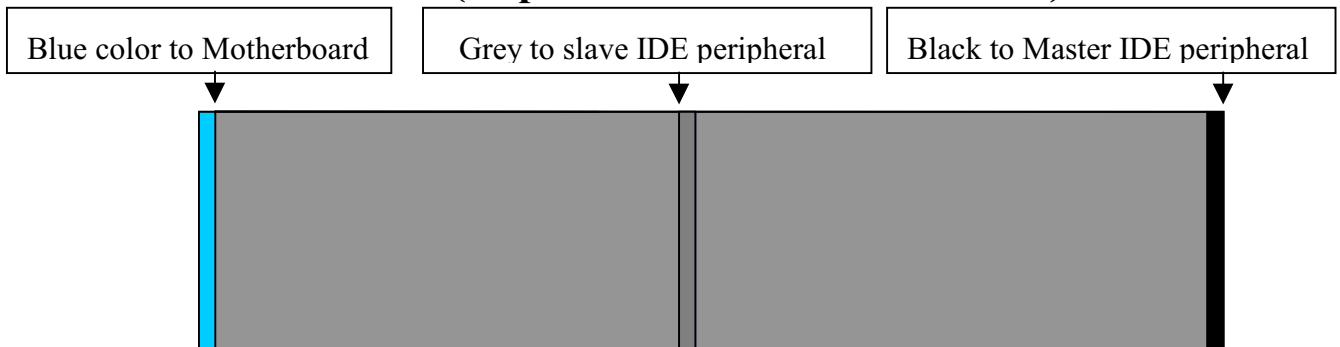 Blue color to Motherboard
Grey to slave IDE peripheral
Black to Master IDE peripheral